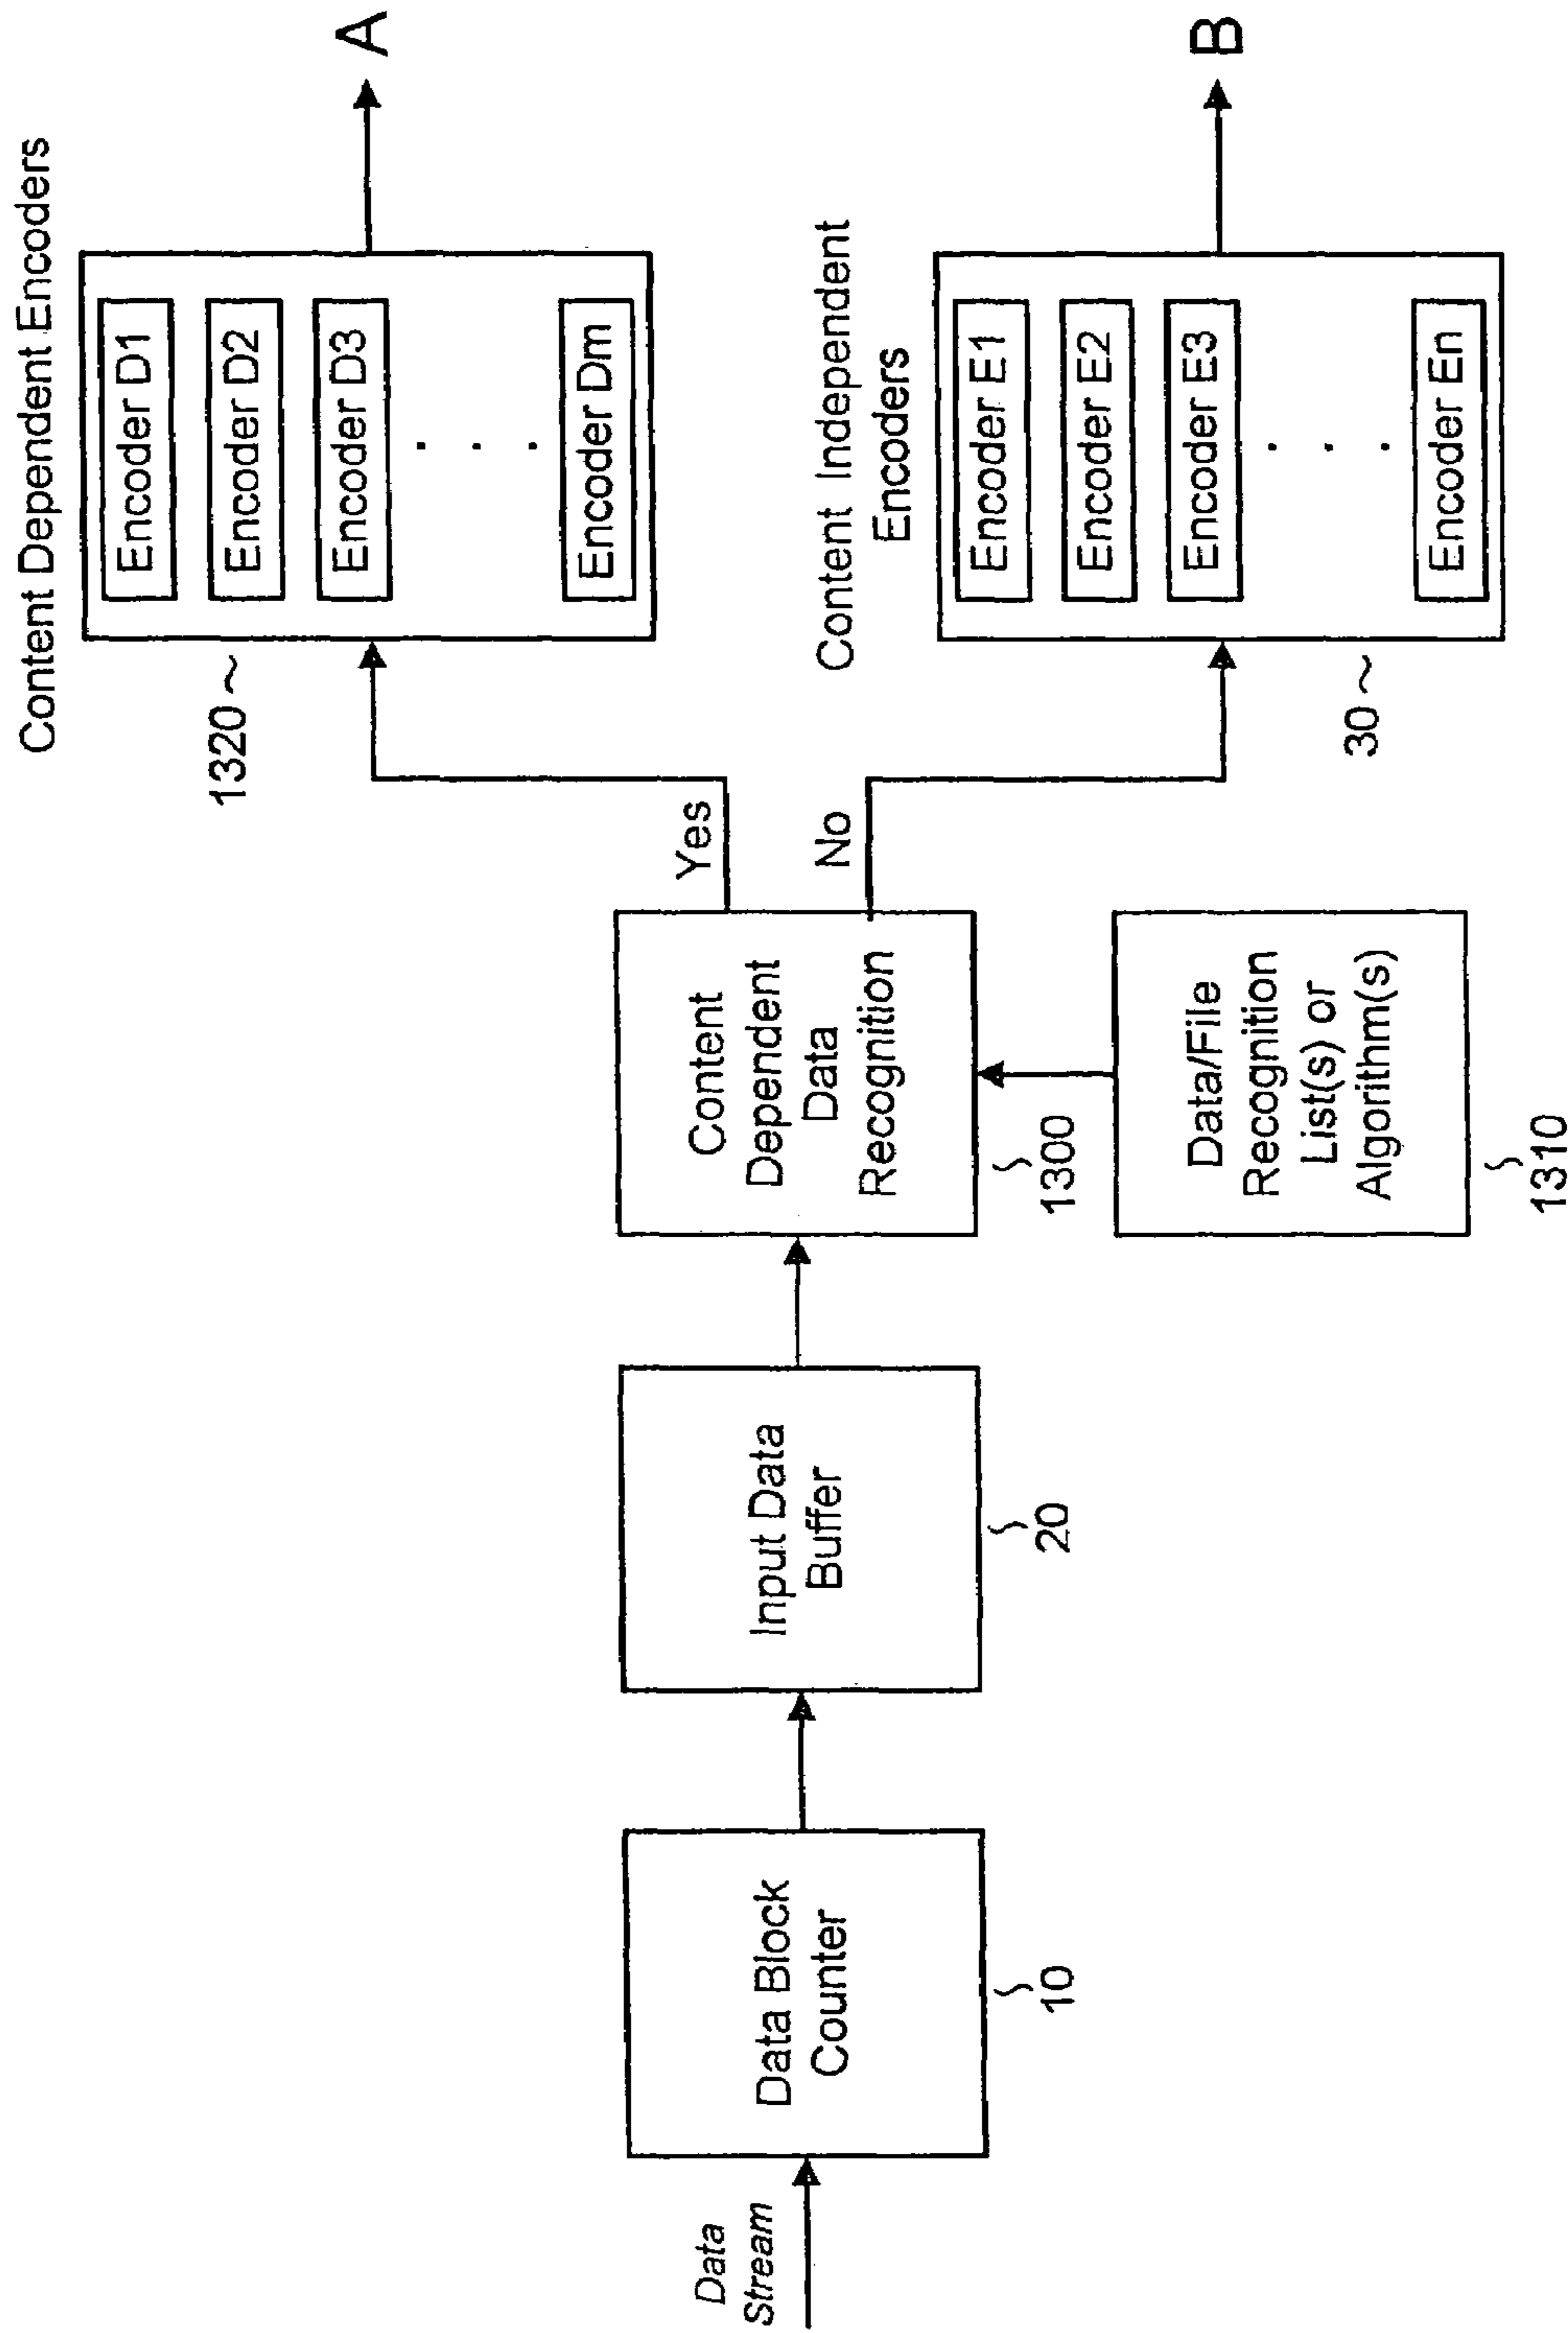 Data
Stream
Data Block
Counter
10
Input Data
Buffer
20
Content
Dependent
Data
Recognition
1300
Data/File
Recognition
List(s) or
Algorithm(s)
1310
Yes
No
Content Dependent Encoders
Encoder D1
Encoder D2
Encoder D3
. . .
Encoder Dm
1320
A
Content Independent
Encoders
Encoder E1
Encoder E2
Encoder E3
. . .
Encoder En
30
B